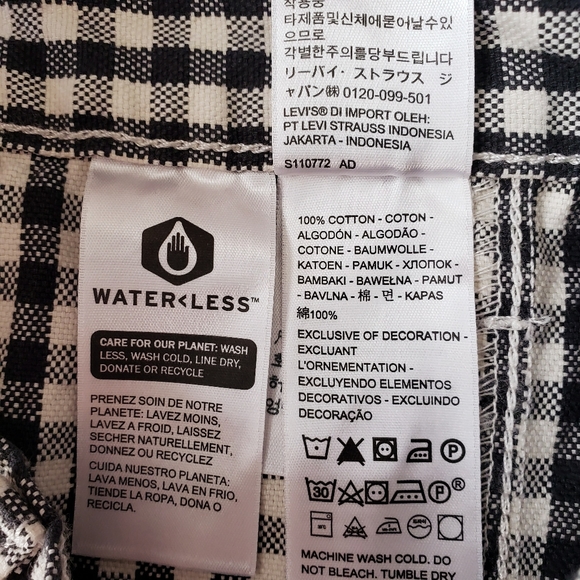 착용중
타제품및신체에묻어날수있
으므로
각별한주의를당부드립니다
リーバイ・ストラウス ジ
ャパン㈱ 0120-099-501
LEVI'S® DI IMPORT OLEH:
PT LEVI STRAUSS INDONESIA
JAKARTA - INDONESIA
S110772 AD
WATER<LESS™
CARE FOR OUR PLANET: WASH
LESS, WASH COLD, LINE DRY,
DONATE OR RECYCLE
PRENEZ SOIN DE NOTRE
PLANETE: LAVEZ MOINS,
LAVEZ A FROID, LAISSEZ
SECHER NATURELLEMENT,
DONNEZ OU RECYCLEZ
CUIDA NUESTRO PLANETA:
LAVA MENOS, LAVA EN FRIO,
TIENDE LA ROPA, DONA O
RECICLA.
100% COTTON - COTON -
ALGODÓN - ALGODÃO -
COTONE - BAUMWOLLE -
KATOEN - PAMUK - ХЛОПОК -
BAMBAKI - BAWEŁNA - PAMUT
- BAVLNA - 棉 - 면 - KAPAS
綿100%
EXCLUSIVE OF DECORATION -
EXCLUANT
L'ORNEMENTATION -
EXCLUYENDO ELEMENTOS
DECORATIVOS - EXCLUINDO
DECORAÇÃO
P
30 P ®
MACHINE WASH COLD. DO
NOT BLEACH. TUMBLE DRY